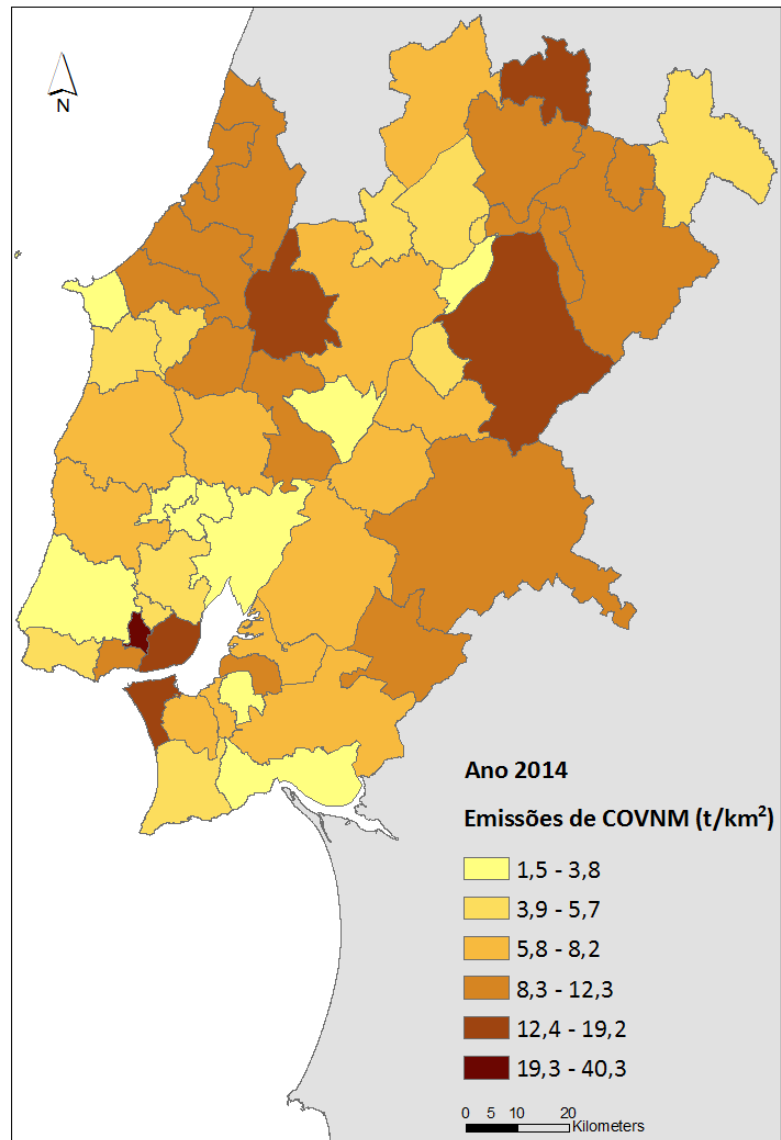 N
Ano 2014
Emissões de COVNM (t/km²)
1,5 - 3,8
3,9 - 5,7
5,8 - 8,2
8,3 - 12,3
12,4 - 19,2
19,3 - 40,3
0 5 10 20
Kilometers